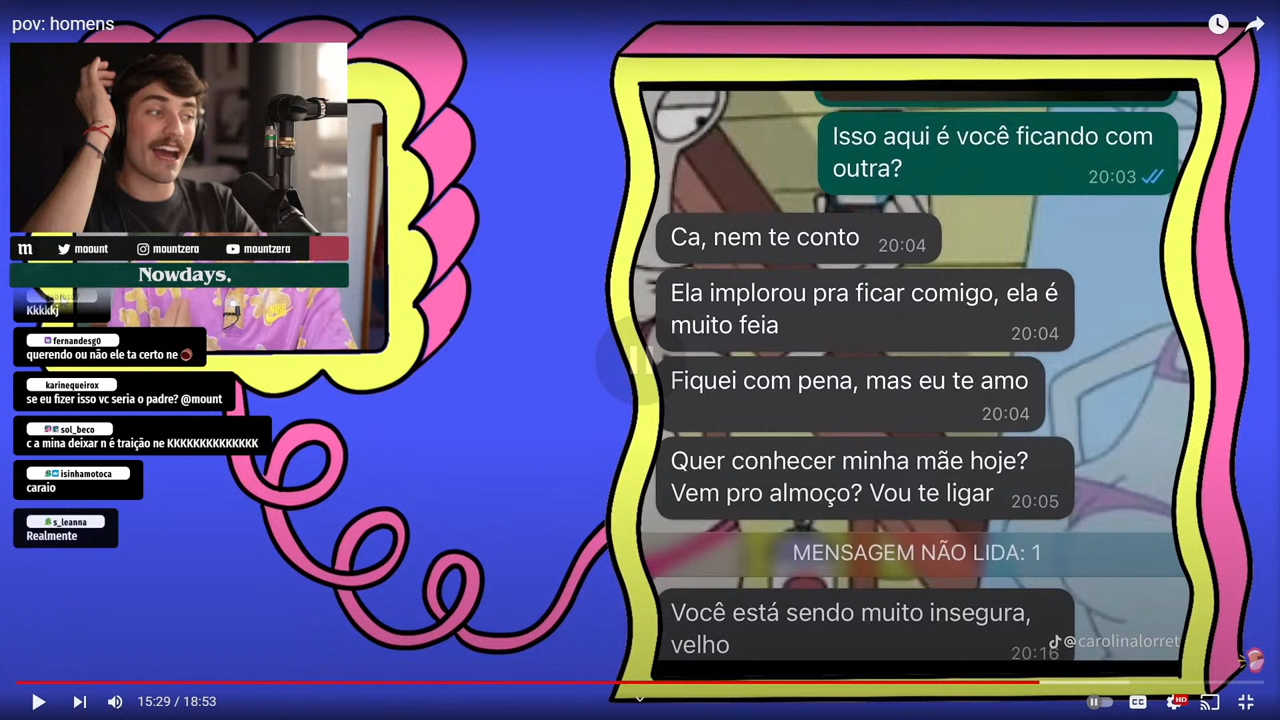 pov: homens
m moount mountzera mountzera
Nowdays,
Kkkkkj
fernandesg0
querendo ou não ele ta certo ne
karinequeirox
se eu fizer isso vc seria o padre? @mount
sol_beco
c a mina deixar n é traição ne KKKKKKKKKKKKKK
isinhamotoca
caraio
s_leanna
Realmente
Isso aqui é você ficando com
outra?
20:03
Ca, nem te conto 20:04
Ela implorou pra ficar comigo, ela é
muito feia
20:04
Fiquei com pena, mas eu te amo
20:04
Quer conhecer minha mãe hoje?
Vem pro almoço? Vou te ligar 20:05
MENSAGEM NÃO LIDA: 1
Você está sendo muito insegura,
velho
20:16
@carolinalorret
15:29 / 18:53
CC
HD